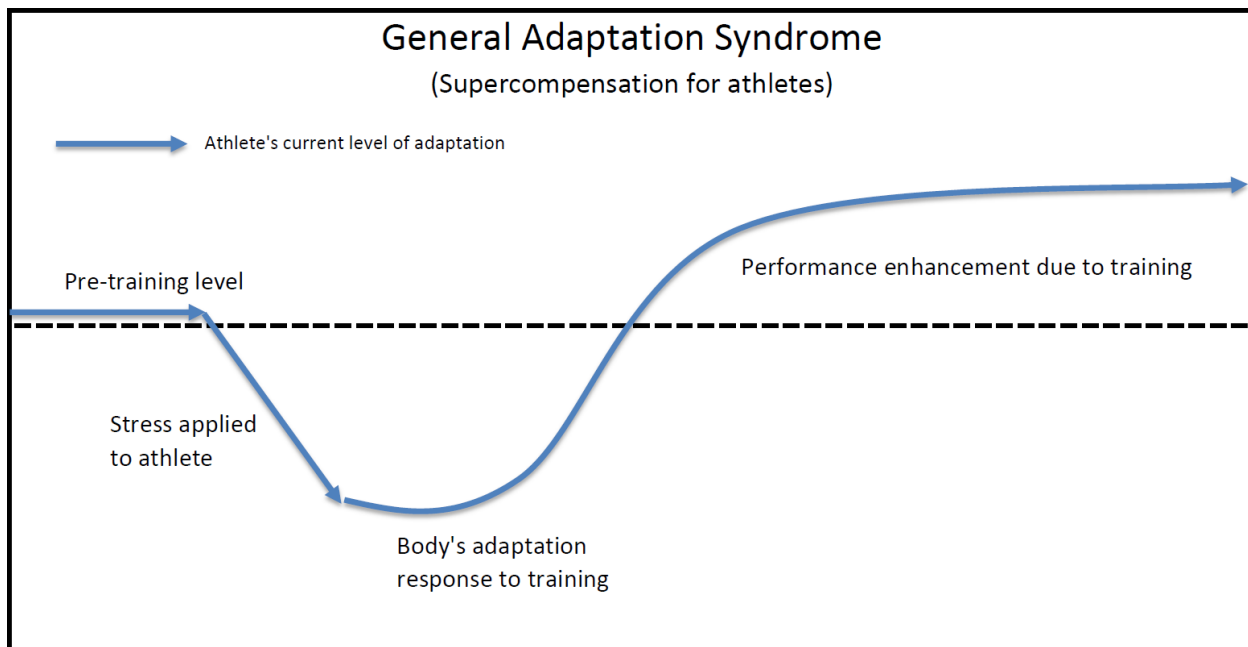 General Adaptation Syndrome
(Supercompensation for athletes)
Athlete's current level of adaptation
Pre-training level
Performance enhancement due to training
Stress applied
to athlete
Body's adaptation
response to training